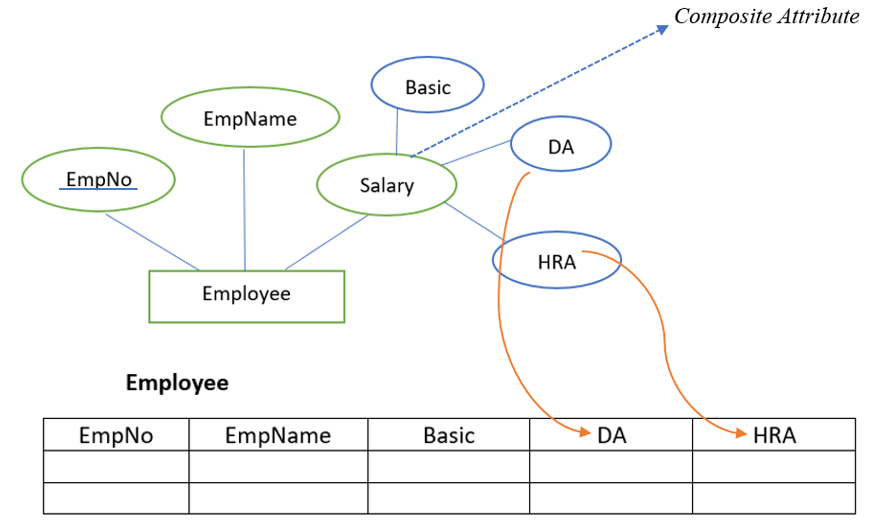 Composite Attribute
Basic
EmpName
DA
EmpNo
Salary
HRA
Employee
Employee
EmpNo EmpName Basic DA HRA